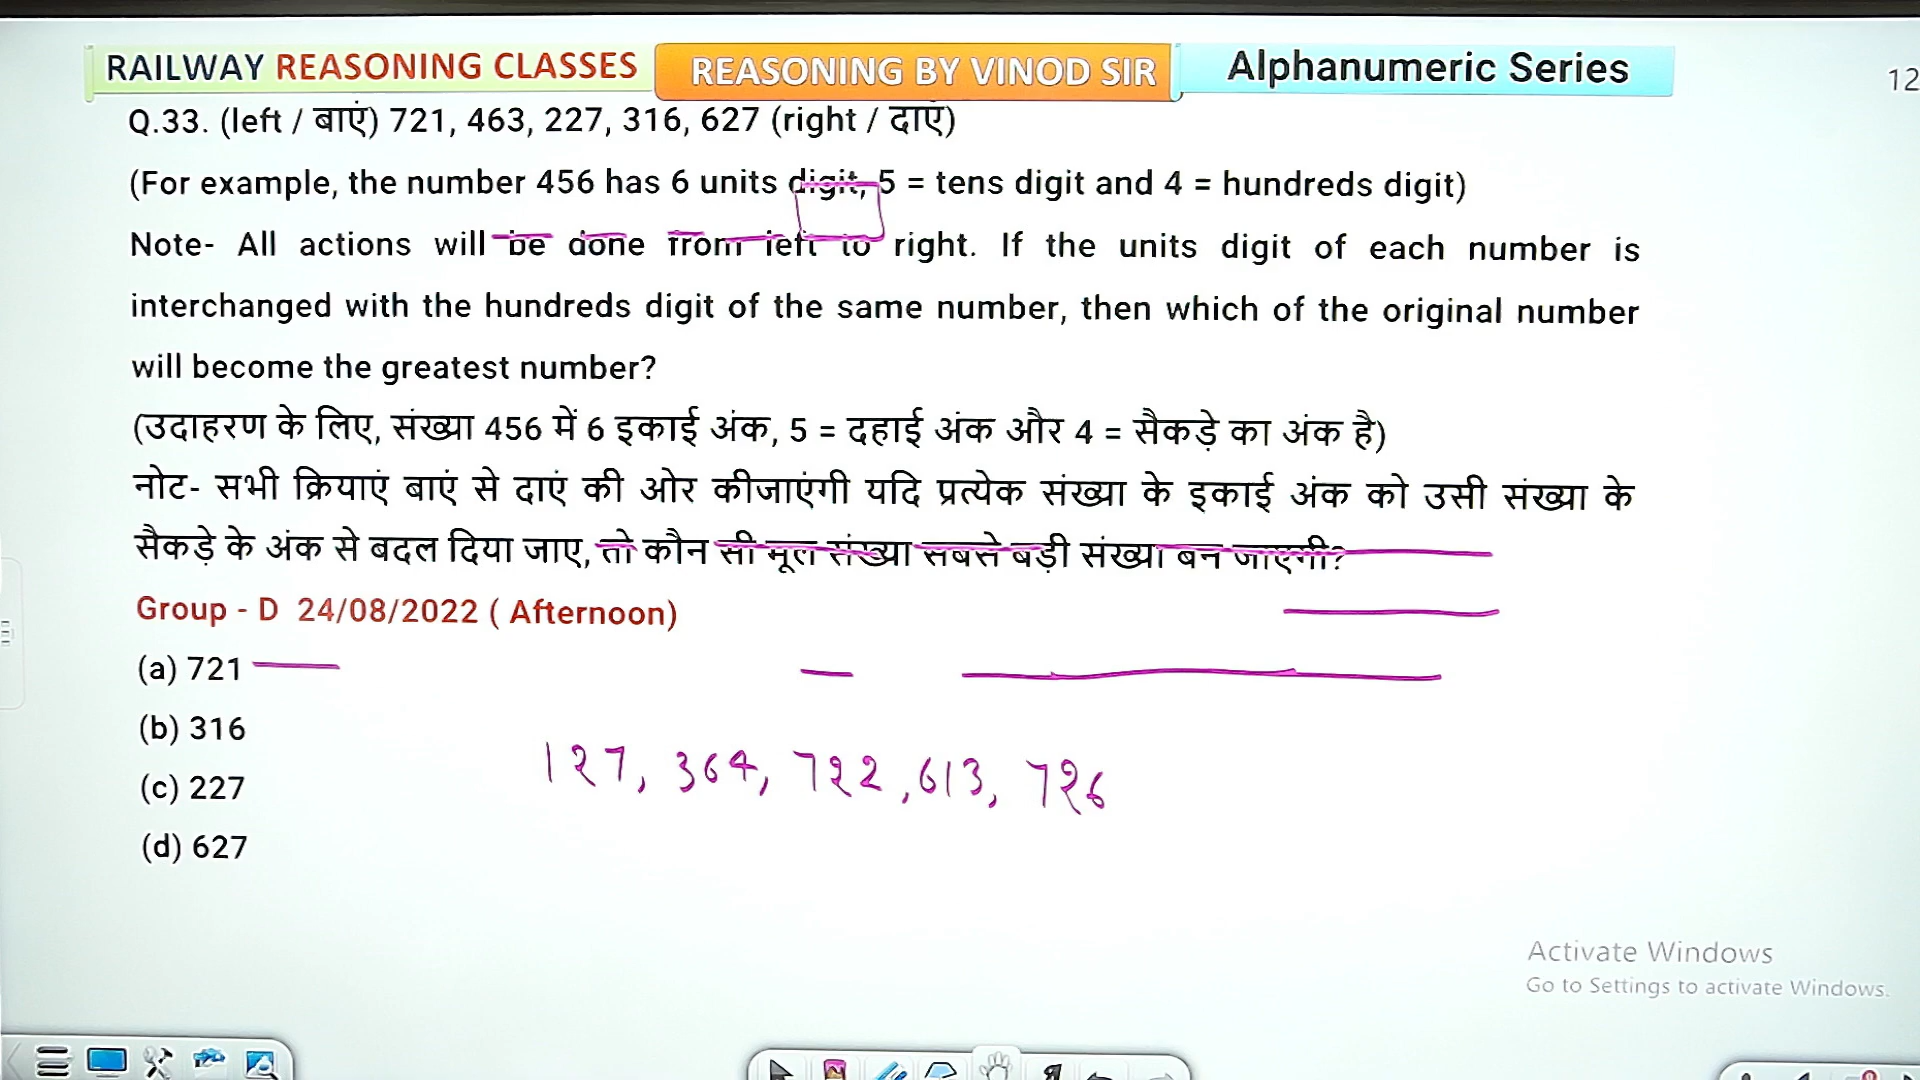 RAILWAY REASONING CLASSES REASONING BY VINOD SIR Alphanumeric Series
12
Q.33. (left / बाएं) 721, 463, 227, 316, 627 (right / दाएं)
(For example, the number 456 has 6 units digit, 5 = tens digit and 4 = hundreds digit)
Note- All actions will be done from left to right. If the units digit of each number is
interchanged with the hundreds digit of the same number, then which of the original number
will become the greatest number?
(उदाहरण के लिए, संख्या 456 में 6 इकाई अंक, 5 = दहाई अंक और 4 = सैकड़े का अंक है)
नोट- सभी क्रियाएं बाएं से दाएं की ओर कीजाएंगी यदि प्रत्येक संख्या के इकाई अंक को उसी संख्या के
सैकड़े के अंक से बदल दिया जाए, तो कौन सी मूल संख्या सबसे बड़ी संख्या बन जाएगी?
Group - D 24/08/2022 ( Afternoon)
(a) 721
(b) 316
(c) 227
(d) 627
127, 364, 722, 613, 726
Activate Windows
Go to Settings to activate Windows.